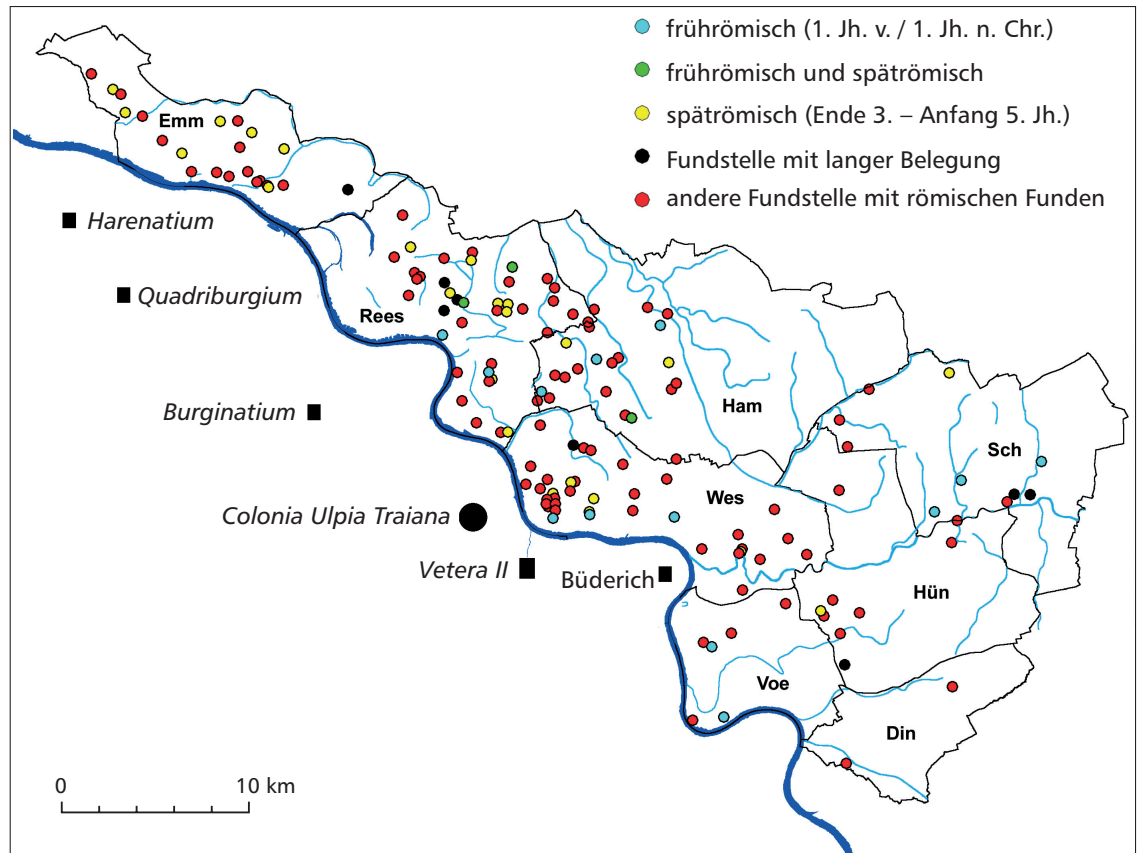 frührömisch (1. Jh. v. / 1. Jh. n. Chr.)
frührömisch und spätrömisch
spätrömisch (Ende 3. – Anfang 5. Jh.)
Fundstelle mit langer Belegung
andere Fundstelle mit römischen Funden
Emm
Harenatium
Quadriburgium
Rees
Burginatium
Ham
Sch
Colonia Ulpia Traiana
Wes
Vetera II
Büderich
Hün
Voe
Din
0 10 km